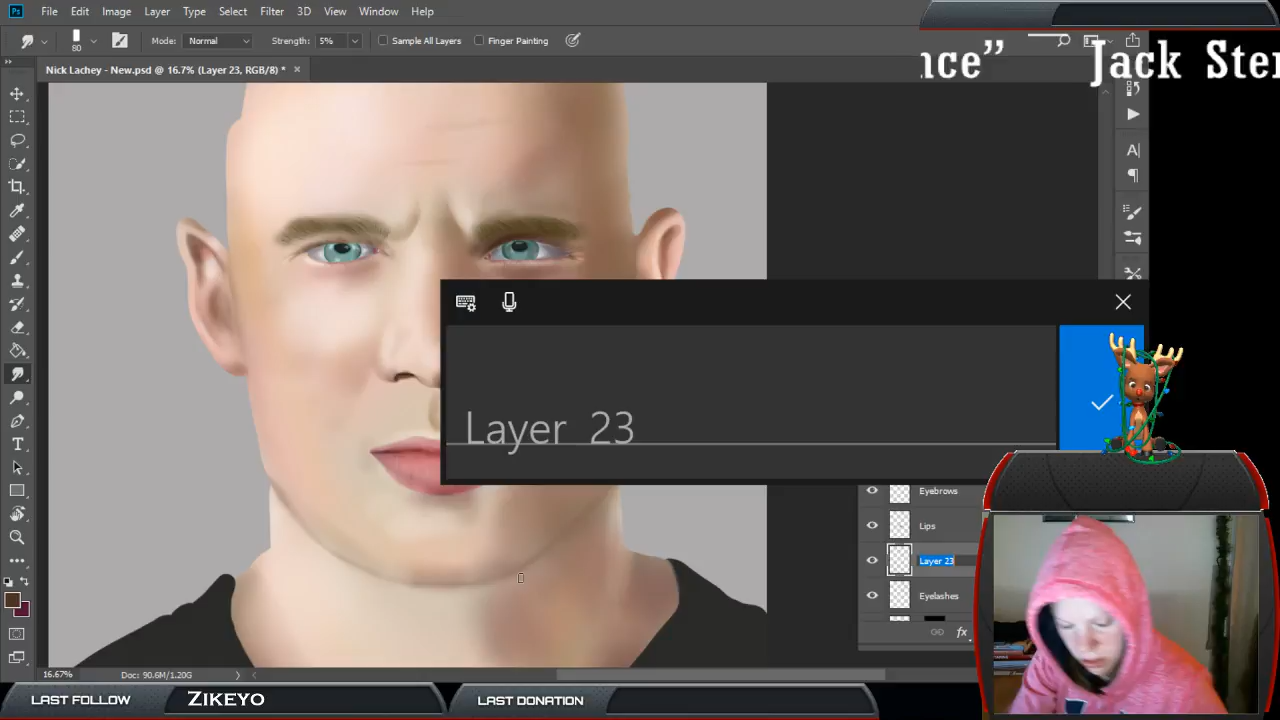 File Edit Image Layer Type Select Filter 3D View Window Help
80 Mode: Normal Strength: 5% Sample All Layers Finger Painting
nce” Jack Ste
Nick Lachey - New.psd @ 16.7% (Layer 23, RGB/8) * ×
Layer 23
Eyebrows
Lips
Layer 23
Eyelashes
fx
16.67% Doc: 90.6M/1.20G
LAST FOLLOW ZIKEYO LAST DONATION